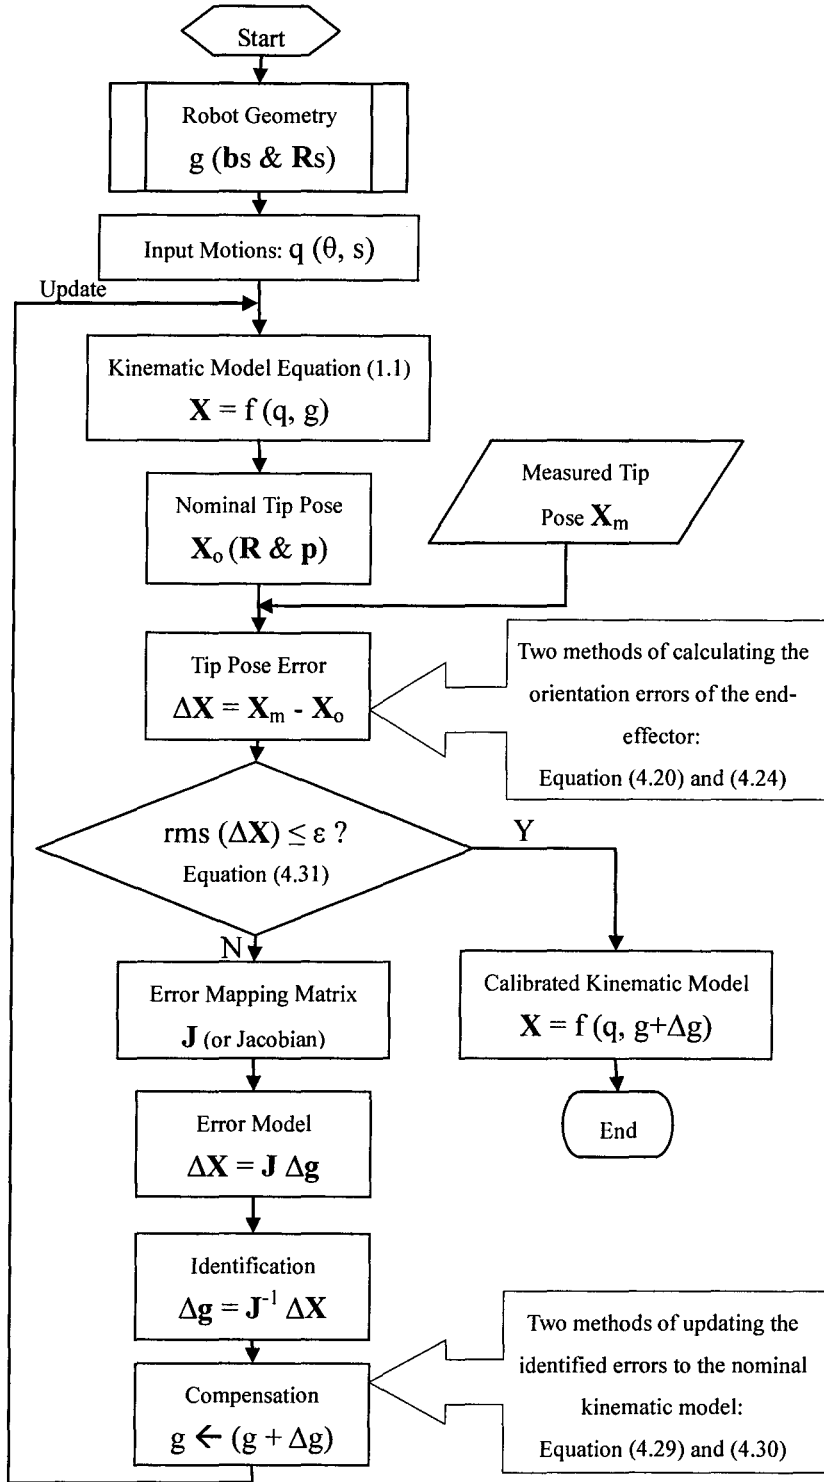 Start
Robot Geometry
g (bs & Rs)
Input Motions: q (θ, s)
Update
Kinematic Model Equation (1.1)
X = f (q, g)
Nominal Tip Pose
Xₒ (R & p)
Measured Tip
Pose Xₘ
Tip Pose Error
ΔX = Xₘ - Xₒ
Two methods of calculating the
orientation errors of the end-
effector:
Equation (4.20) and (4.24)
rms (ΔX) ≤ ε ?
Equation (4.31)
Y
N
Error Mapping Matrix
J (or Jacobian)
Calibrated Kinematic Model
X = f (q, g+Δg)
End
Error Model
ΔX = J Δg
Identification
Δg = J⁻¹ ΔX
Compensation
g ← (g + Δg)
Two methods of updating the
identified errors to the nominal
kinematic model:
Equation (4.29) and (4.30)